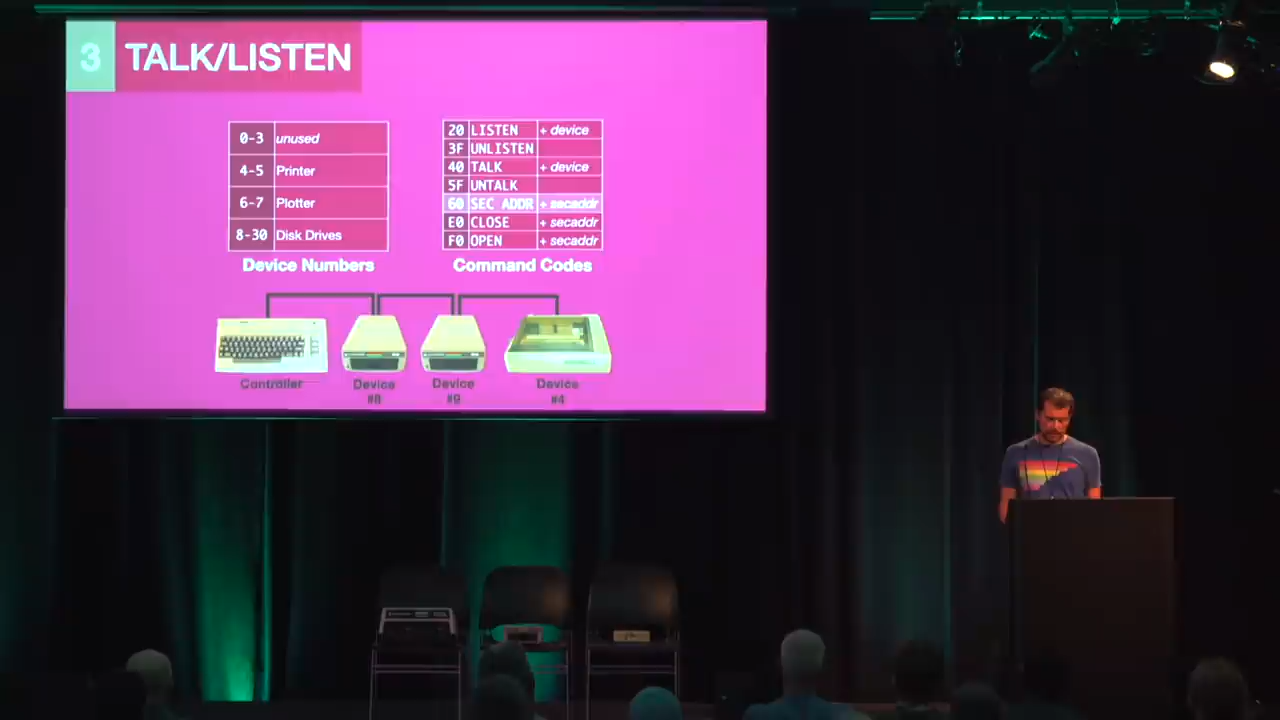 3 TALK/LISTEN
0-3 unused
4-5 Printer
6-7 Plotter
8-30 Disk Drives
Device Numbers
20 LISTEN + device
3F UNLISTEN
40 TALK + device
5F UNTALK
60 SEC ADDR + secaddr
E0 CLOSE + secaddr
F0 OPEN + secaddr
Command Codes
Controller
Device #8
Device #9
Device #4